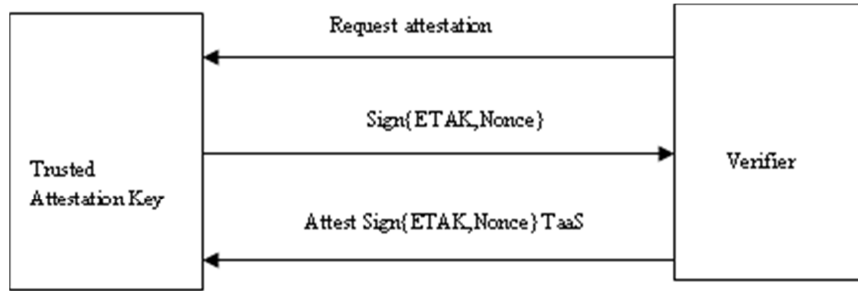 Request attestation
Sign{ETAK,Nonce}
Trusted
Attestation Key
Verifier
Attest Sign{ETAK,Nonce} TaaS